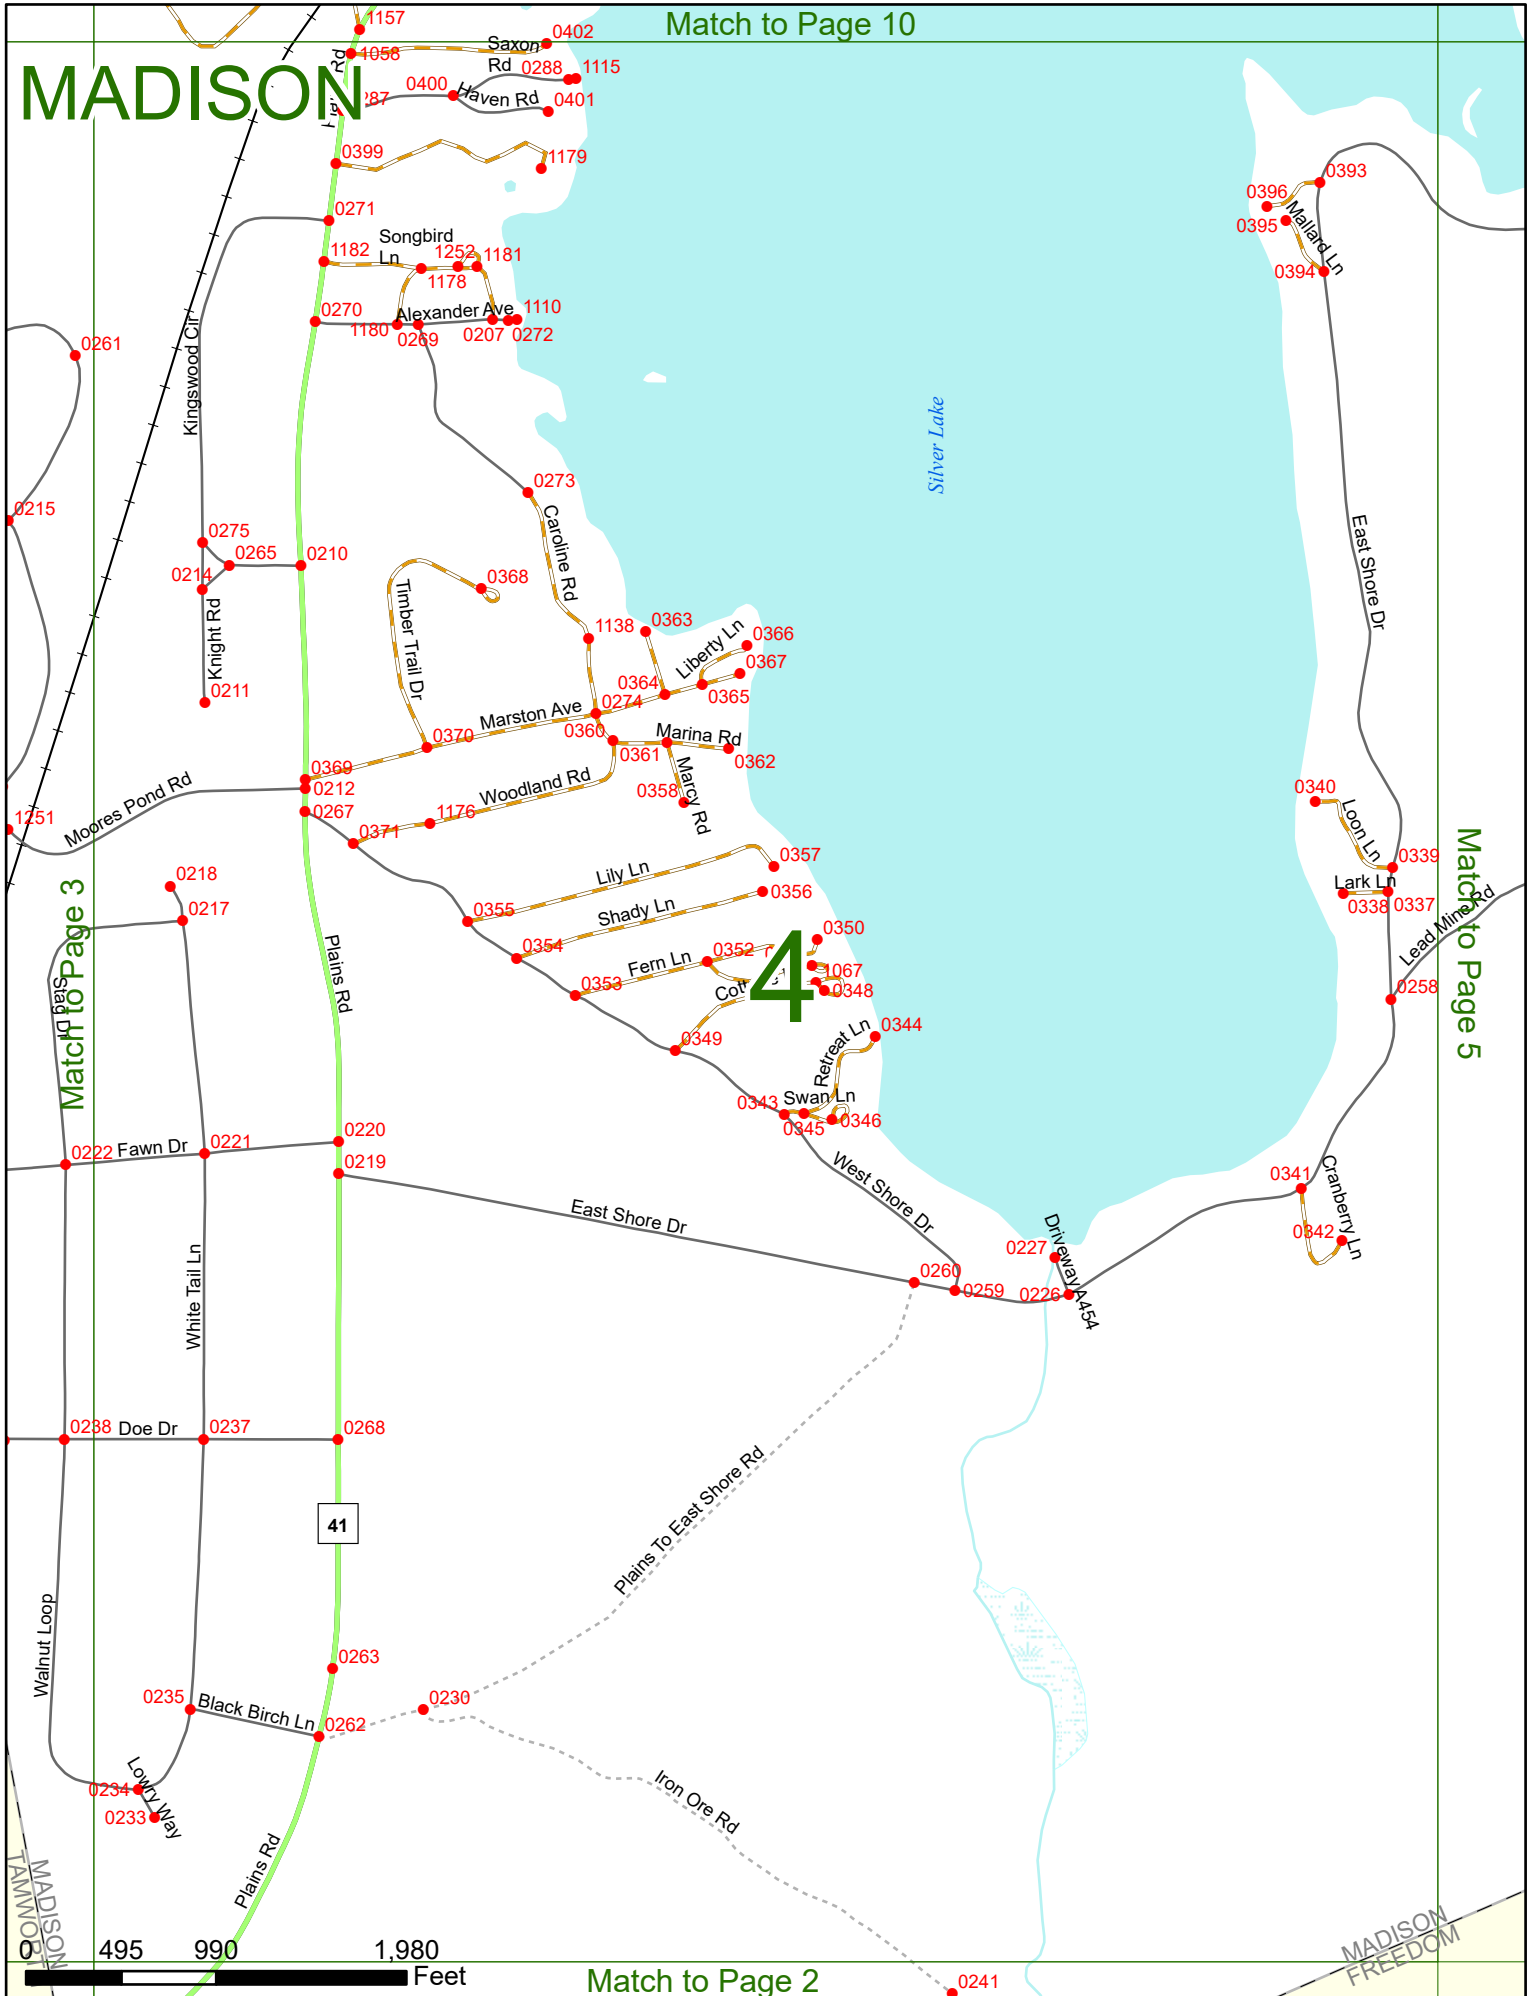 Match to Page 10
MADISON
1157
0402
Saxon
Rd
Rd
1058
0288
1115
0400
Haven Rd
0401
0399
1179
0393
0396
0395
Mallard Ln
0394
0271
Songbird
Ln
1182
1252
1181
1178
0270
Alexander Ave
1110
1180
0269
0207
0272
0261
Kingswood Cir
Silver Lake
0273
0215
Caroline Rd
East Shore Dr
0275
0265
0210
0214
0368
Timber Trail Dr
Knight Rd
1138
0363
Liberty Ln
0366
0367
0364
0365
0211
0274
Marston Ave
0360
Marina Rd
0370
0361
0362
0369
0212
Woodland Rd
Marcy Rd
0358
0340
Moores Pond Rd
0267
1176
1251
0371
Loon Ln
Lily Ln
0357
0339
0218
0356
Lark Ln
0338
0337
0217
0355
Shady Ln
Lead Mine Rd
Match to Page 3
Match to Page 5
0354
0350
Plains Rd
Fern Ln
0352
4
1067
Stag Dr
0353
0348
0258
0349
Retreat Ln
0344
Swan Ln
0343
0345
0346
0220
0221
Fawn Dr
0222
0219
West Shore Dr
0341
Cranberry Ln
0342
East Shore Dr
White Tail Ln
0227
Driveway A454
0260
0259
0226
0238
Doe Dr
0237
0268
Plains To East Shore Rd
41
Walnut Loop
0263
0235
Black Birch Ln
0262
0230
Lowry Way
0234
0233
Iron Ore Rd
Plains Rd
MADISON
MADISON
FREEDOM
0
495
990
1,980
Feet
Match to Page 2
0241